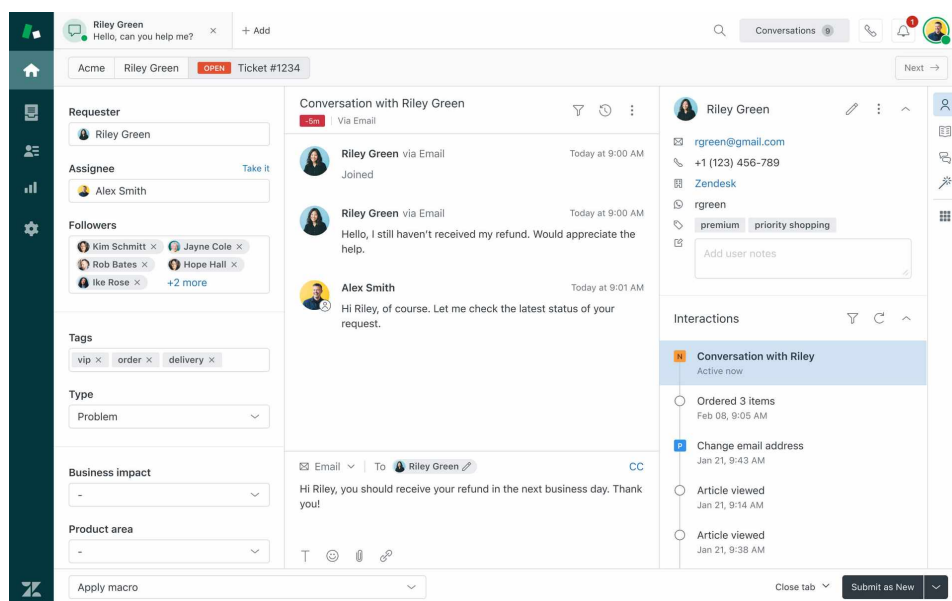 Riley Green
Hello, can you help me?
×
+ Add
Conversations 9
1
Acme
Riley Green
OPEN Ticket #1234
Next →
Requester
Riley Green
Assignee
Take it
Alex Smith
Followers
Kim Schmitt × Jayne Cole ×
Rob Bates × Hope Hall ×
Ike Rose × +2 more
Tags
vip × order × delivery ×
Type
Problem
Business impact
-
Product area
-
Conversation with Riley Green
-5m Via Email
Riley Green via Email Today at 9:00 AM
Joined
Riley Green via Email Today at 9:00 AM
Hello, I still haven't received my refund. Would appreciate the
help.
Alex Smith Today at 9:01 AM
Hi Riley, of course. Let me check the latest status of your
request.
Email To Riley Green CC
Hi Riley, you should receive your refund in the next business day. Thank
you!
Riley Green
rgreen@gmail.com
+1 (123) 456-789
Zendesk
rgreen
premium priority shopping
Add user notes
Interactions
N Conversation with Riley
Active now
Ordered 3 items
Feb 08, 9:05 AM
P Change email address
Jan 21, 9:43 AM
Article viewed
Jan 21, 9:14 AM
Article viewed
Jan 21, 9:38 AM
Apply macro
Close tab
Submit as New